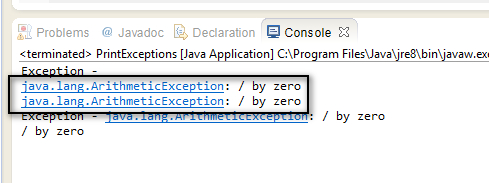 Problems @ Javadoc Declaration Console
<terminated> PrintExceptions [Java Application] C:\Program Files\Java\jre8\bin\javaw.exe
Exception -
java.lang.ArithmeticException: / by zero
java.lang.ArithmeticException: / by zero
Exception - java.lang.ArithmeticException: / by zero
/ by zero